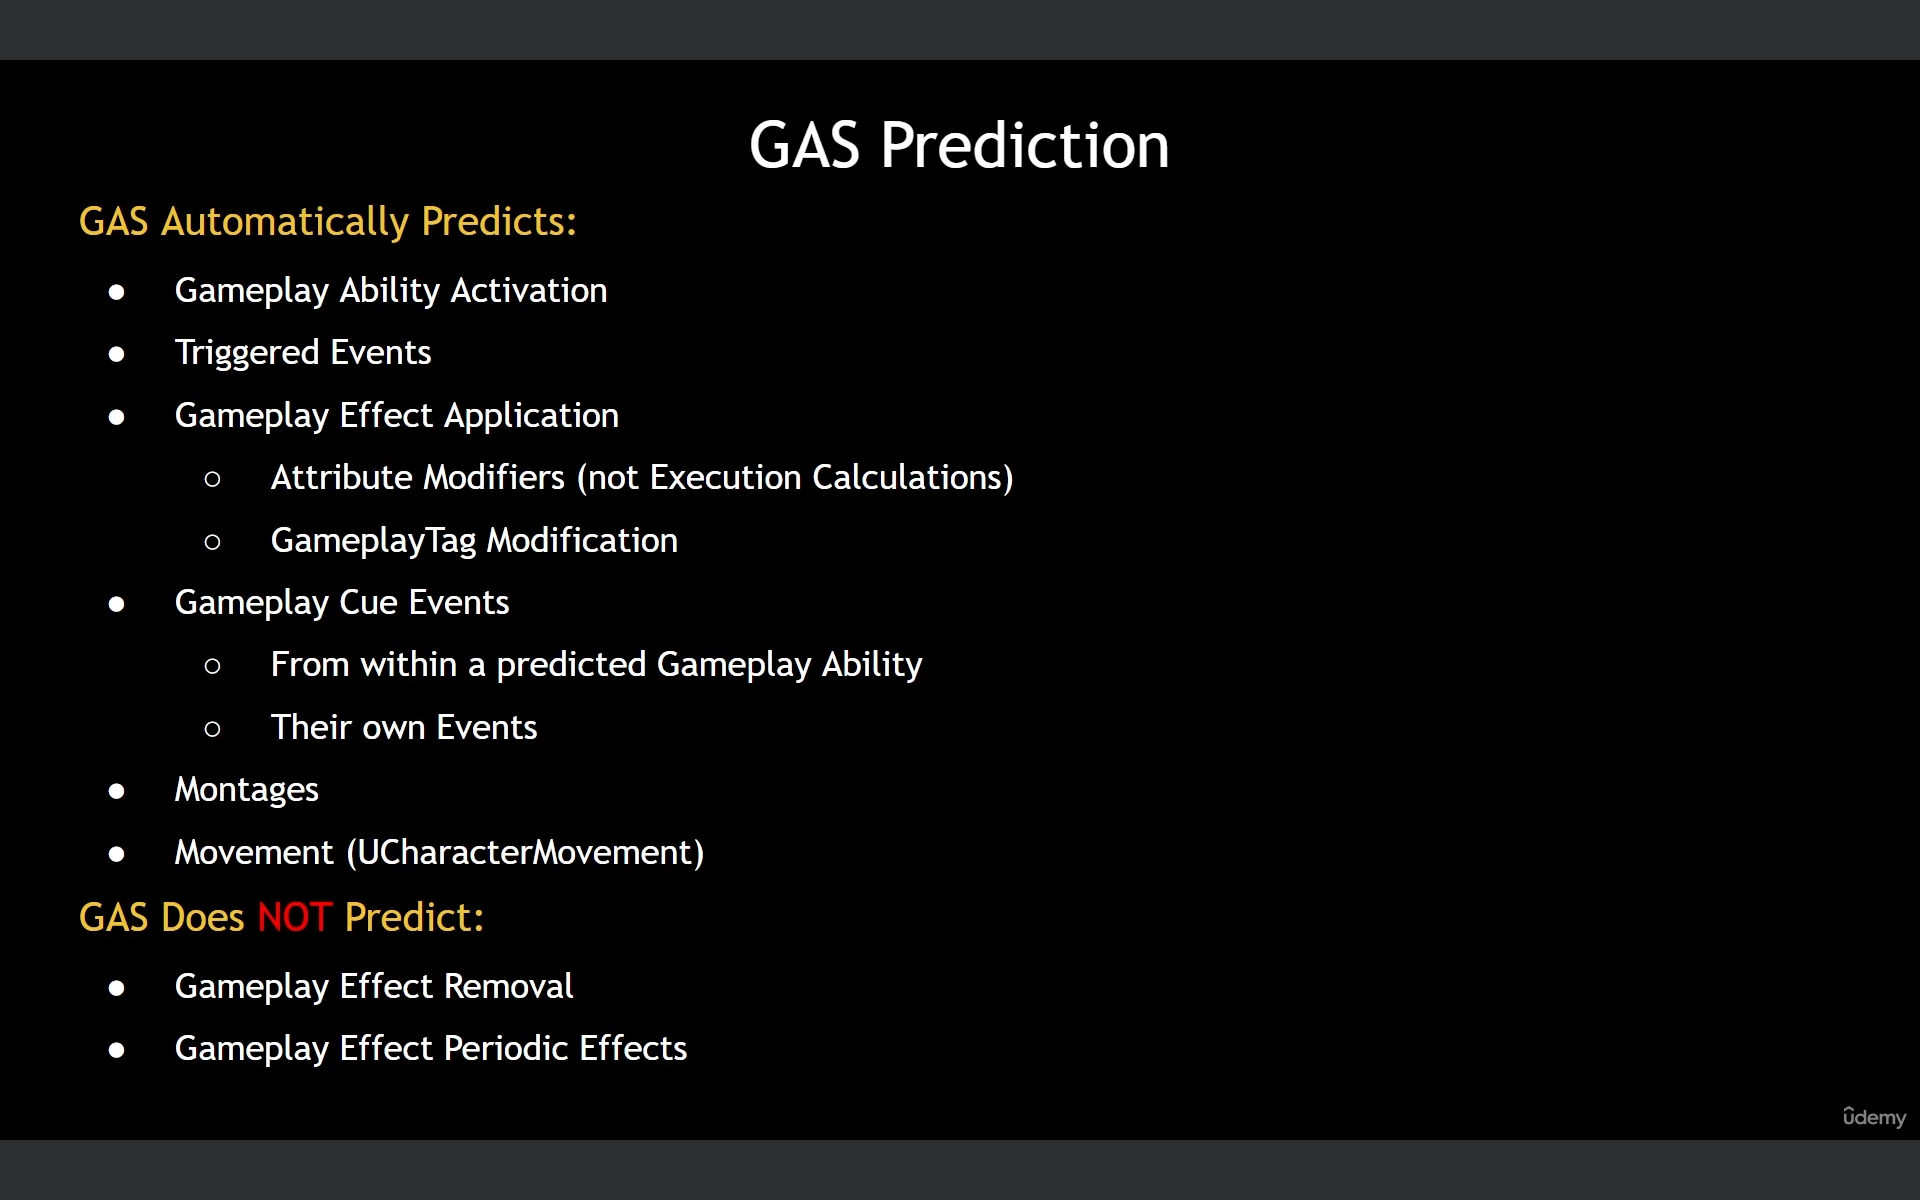 GAS Prediction
GAS Automatically Predicts:
● Gameplay Ability Activation
● Triggered Events
● Gameplay Effect Application
○ Attribute Modifiers (not Execution Calculations)
○ GameplayTag Modification
● Gameplay Cue Events
○ From within a predicted Gameplay Ability
○ Their own Events
● Montages
● Movement (UCharacterMovement)
GAS Does NOT Predict:
● Gameplay Effect Removal
● Gameplay Effect Periodic Effects
ûdemy